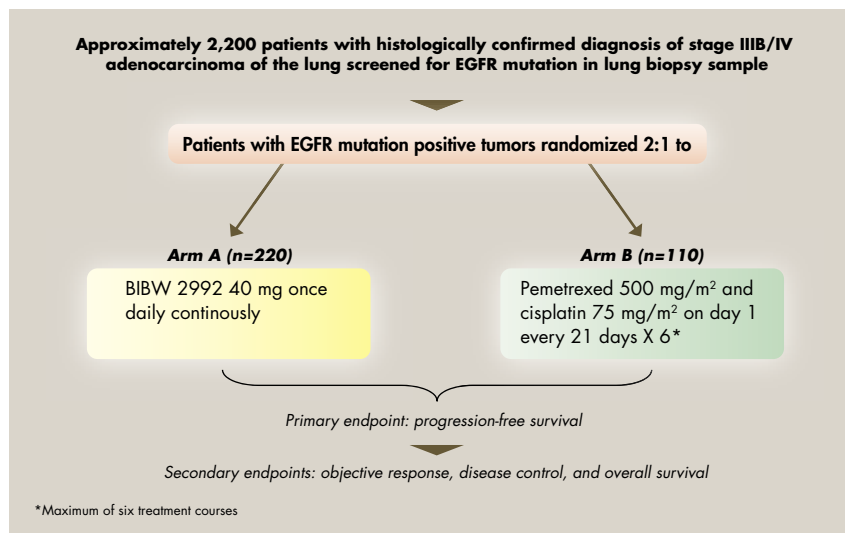 Approximately 2,200 patients with histologically confirmed diagnosis of stage IIIB/IV
adenocarcinoma of the lung screened for EGFR mutation in lung biopsy sample
Patients with EGFR mutation positive tumors randomized 2:1 to
Arm A (n=220)
BIBW 2992 40 mg once
daily continously
Arm B (n=110)
Pemetrexed 500 mg/m² and
cisplatin 75 mg/m² on day 1
every 21 days X 6*
Primary endpoint: progression-free survival
Secondary endpoints: objective response, disease control, and overall survival
*Maximum of six treatment courses